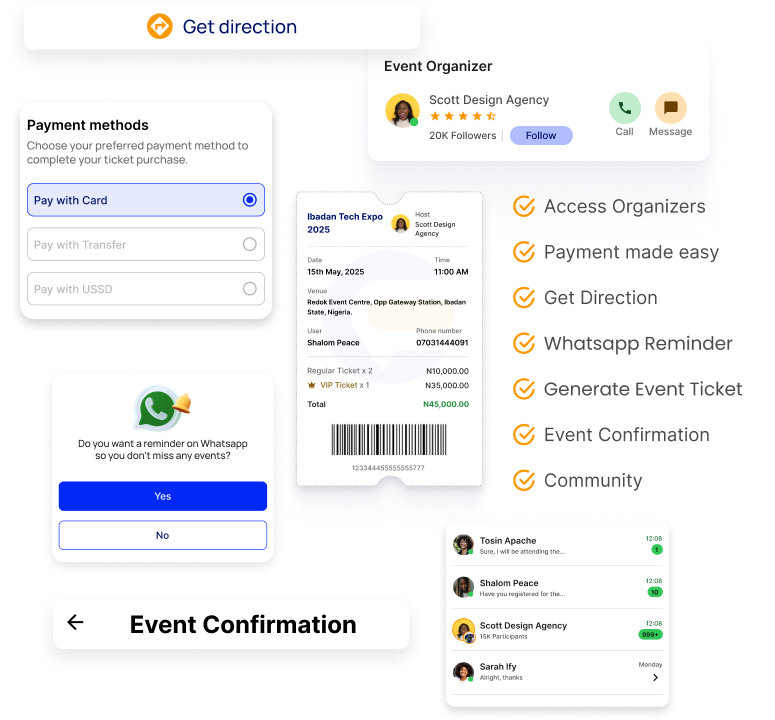 Get direction
Event Organizer
Scott Design Agency
20K Followers
Follow
Call
Message
Payment methods
Choose your preferred payment method to
complete your ticket purchase.
Pay with Card
Pay with Transfer
Pay with USSD
Ibadan Tech Expo
2025
Host
Scott Design
Agency
Date
Time
15th May, 2025
11:00 AM
Venue
Redok Event Centre, Opp Gateway Station, Ibadan
State, Nigeria.
User
Phone number
Shalom Peace
07031444091
Regular Ticket x 2
N10,000.00
VIP Ticket x 1
N35,000.00
Total
N45,000.00
123344455555555777
Access Organizers
Payment made easy
Get Direction
Whatsapp Reminder
Generate Event Ticket
Event Confirmation
Community
Do you want a reminder on Whatsapp
so you don't miss any events?
Yes
No
Event Confirmation
Tosin Apache
12:08
Sure, I will be attending the...
1
Shalom Peace
12:08
Have you registered for the...
10
Scott Design Agency
12:08
15K Participants
999+
Sarah Ify
Monday
Alright, thanks